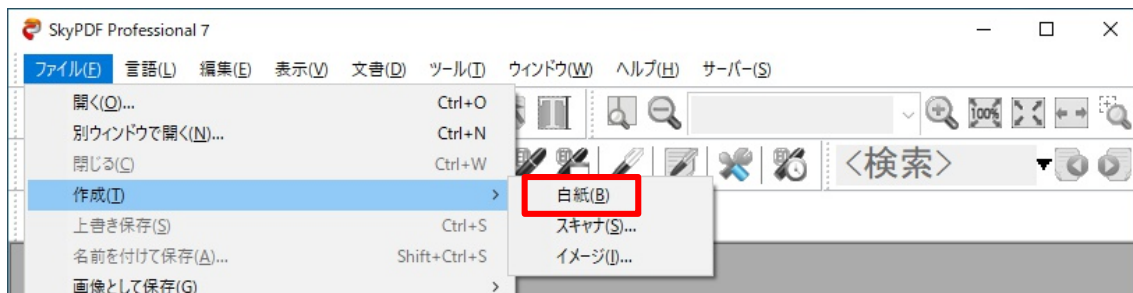 SkyPDF Professional 7
ファイル(F) 言語(L) 編集(E) 表示(V) 文書(D) ツール(T) ウィンドウ(W) ヘルプ(H) サーバー(S)
開く(O)... Ctrl+O
別ウィンドウで開く(N)... Ctrl+N
100%
閉じる(C) Ctrl+W
<検索>
作成(T) >
白紙(B)
上書き保存(S) Ctrl+S
スキャナ(S)...
名前を付けて保存(A)... Shift+Ctrl+S
イメージ(I)...
画像として保存(G) >